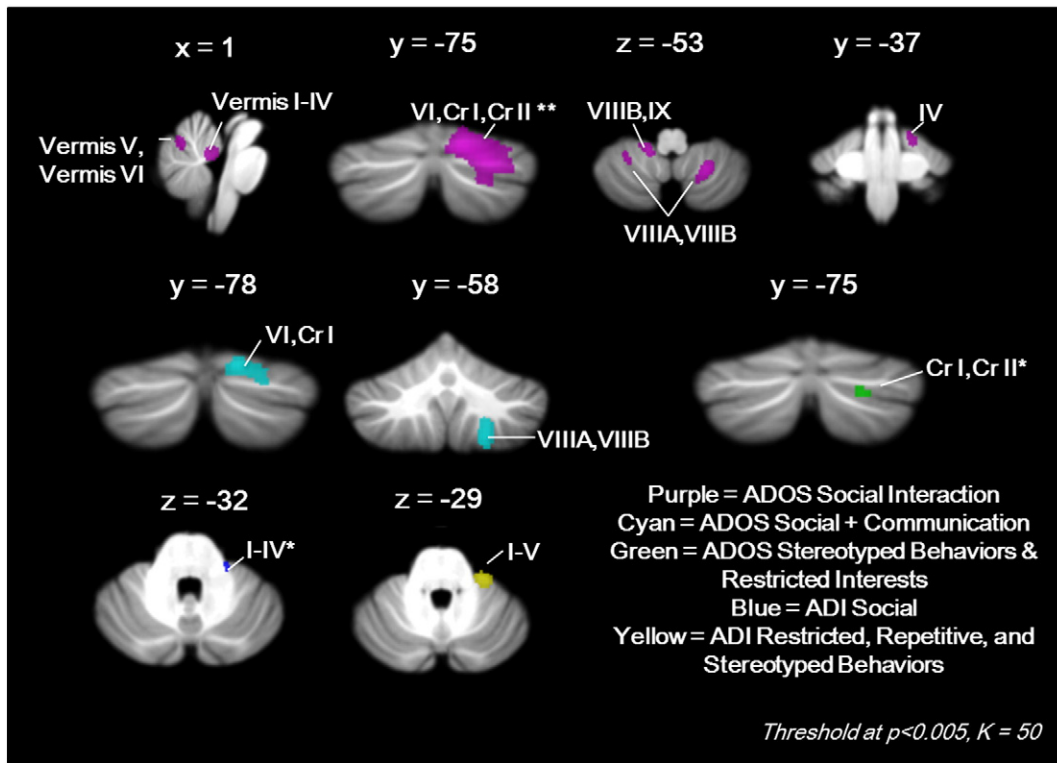 x = 1
y = -75
z = -53
y = -37
Vermis I-IV
Vermis V,
Vermis VI
VI,Cr I,Cr II **
VIIIB,IX
VIIIA,VIIIB
IV
y = -78
y = -58
y = -75
VI,Cr I
VIIIA,VIIIB
Cr I,Cr II*
z = -32
z = -29
I-IV*
I-V
Purple = ADOS Social Interaction
Cyan = ADOS Social + Communication
Green = ADOS Stereotyped Behaviors &
Restricted Interests
Blue = ADI Social
Yellow = ADI Restricted, Repetitive, and
Stereotyped Behaviors
Threshold at p<0.005, K = 50